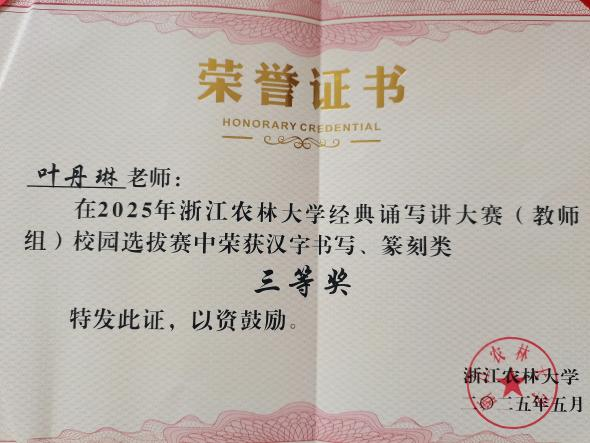 荣誉证书
HONORARY CREDENTIAL
叶丹琳老师：
在2025年浙江农林大学经典诵写讲大赛（教师
组）校园选拔赛中荣获汉字书写、篆刻类
三等奖
特发此证，以资鼓励。
浙江农林大学
二〇二五年五月